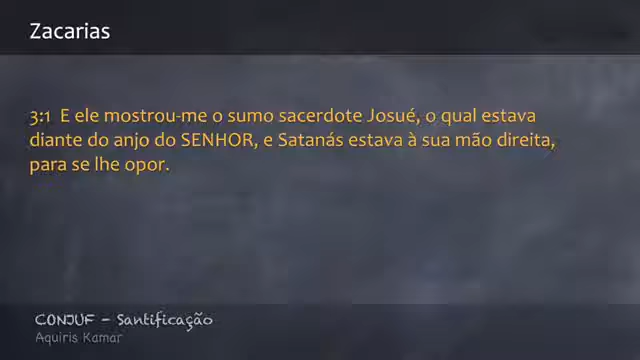 Zacarias
3:1 E ele mostrou-me o sumo sacerdote Josué, o qual estava
diante do anjo do SENHOR, e Satanás estava à sua mão direita,
para se lhe opor.
CONJUF - Santificação
Aquiris Kamar